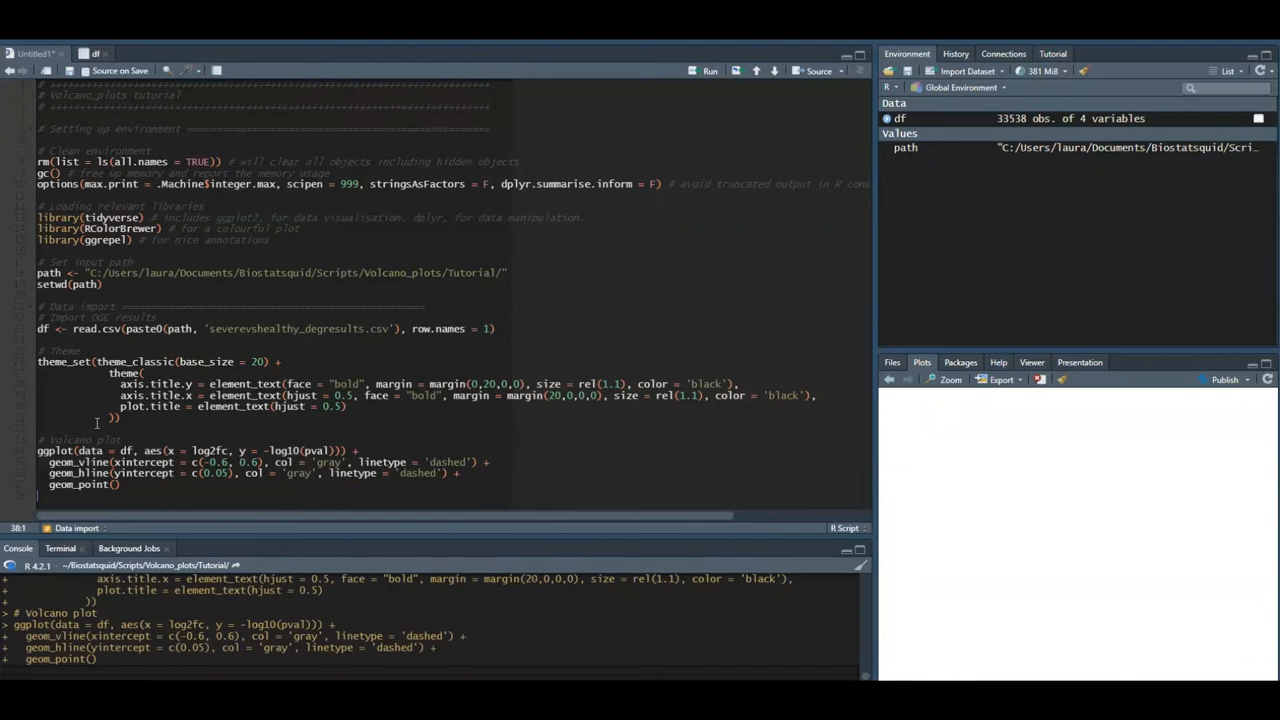 Untitled1*
df
Source on Save
Run
Source
# Volcano_plots tutorial
# Setting up environment
# Clean environment
rm(list = ls(all.names = TRUE)) # will clear all objects including hidden objects
gc() # free up memory and report the memory usage
options(max.print = .Machine$integer.max, scipen = 999, stringsAsFactors = F, dplyr.summarise.inform = F) # avoid truncated output in R cons
# Loading relevant libraries
library(tidyverse) # includes ggplot2, for data visualisation. dplyr, for data manipulation.
library(RColorBrewer) # for a colourful plot
library(ggrepel) # for nice annotations
# Set input path
path <- "C:/Users/laura/Documents/Biostatsquid/Scripts/Volcano_plots/Tutorial/"
setwd(path)
# Data import
# Import DGE results
df <- read.csv(paste0(path, 'severevshealthy_degresults.csv'), row.names = 1)
# Theme
theme_set(theme_classic(base_size = 20) +
theme(
axis.title.y = element_text(face = "bold", margin = margin(0,20,0,0), size = rel(1.1), color = 'black'),
axis.title.x = element_text(hjust = 0.5, face = "bold", margin = margin(20,0,0,0), size = rel(1.1), color = 'black'),
plot.title = element_text(hjust = 0.5)
))
# Volcano plot
ggplot(data = df, aes(x = log2fc, y = -log10(pval))) +
geom_vline(xintercept = c(-0.6, 0.6), col = 'gray', linetype = 'dashed') +
geom_hline(yintercept = c(0.05), col = 'gray', linetype = 'dashed') +
geom_point()
38:1 Data import R Script
Console Terminal Background Jobs
R 4.2.1 · ~/Biostatsquid/Scripts/Volcano_plots/Tutorial/
+ axis.title.x = element_text(hjust = 0.5, face = "bold", margin = margin(20,0,0,0), size = rel(1.1), color = 'black'),
+ plot.title = element_text(hjust = 0.5)
+ ))
> # Volcano plot
> ggplot(data = df, aes(x = log2fc, y = -log10(pval))) +
+ geom_vline(xintercept = c(-0.6, 0.6), col = 'gray', linetype = 'dashed') +
+ geom_hline(yintercept = c(0.05), col = 'gray', linetype = 'dashed') +
+ geom_point()
Environment History Connections Tutorial
Import Dataset 381 MiB List
R Global Environment
Data
df 33538 obs. of 4 variables
Values
path "C:/Users/laura/Documents/Biostatsquid/Scri…
Files Plots Packages Help Viewer Presentation
Zoom Export Publish